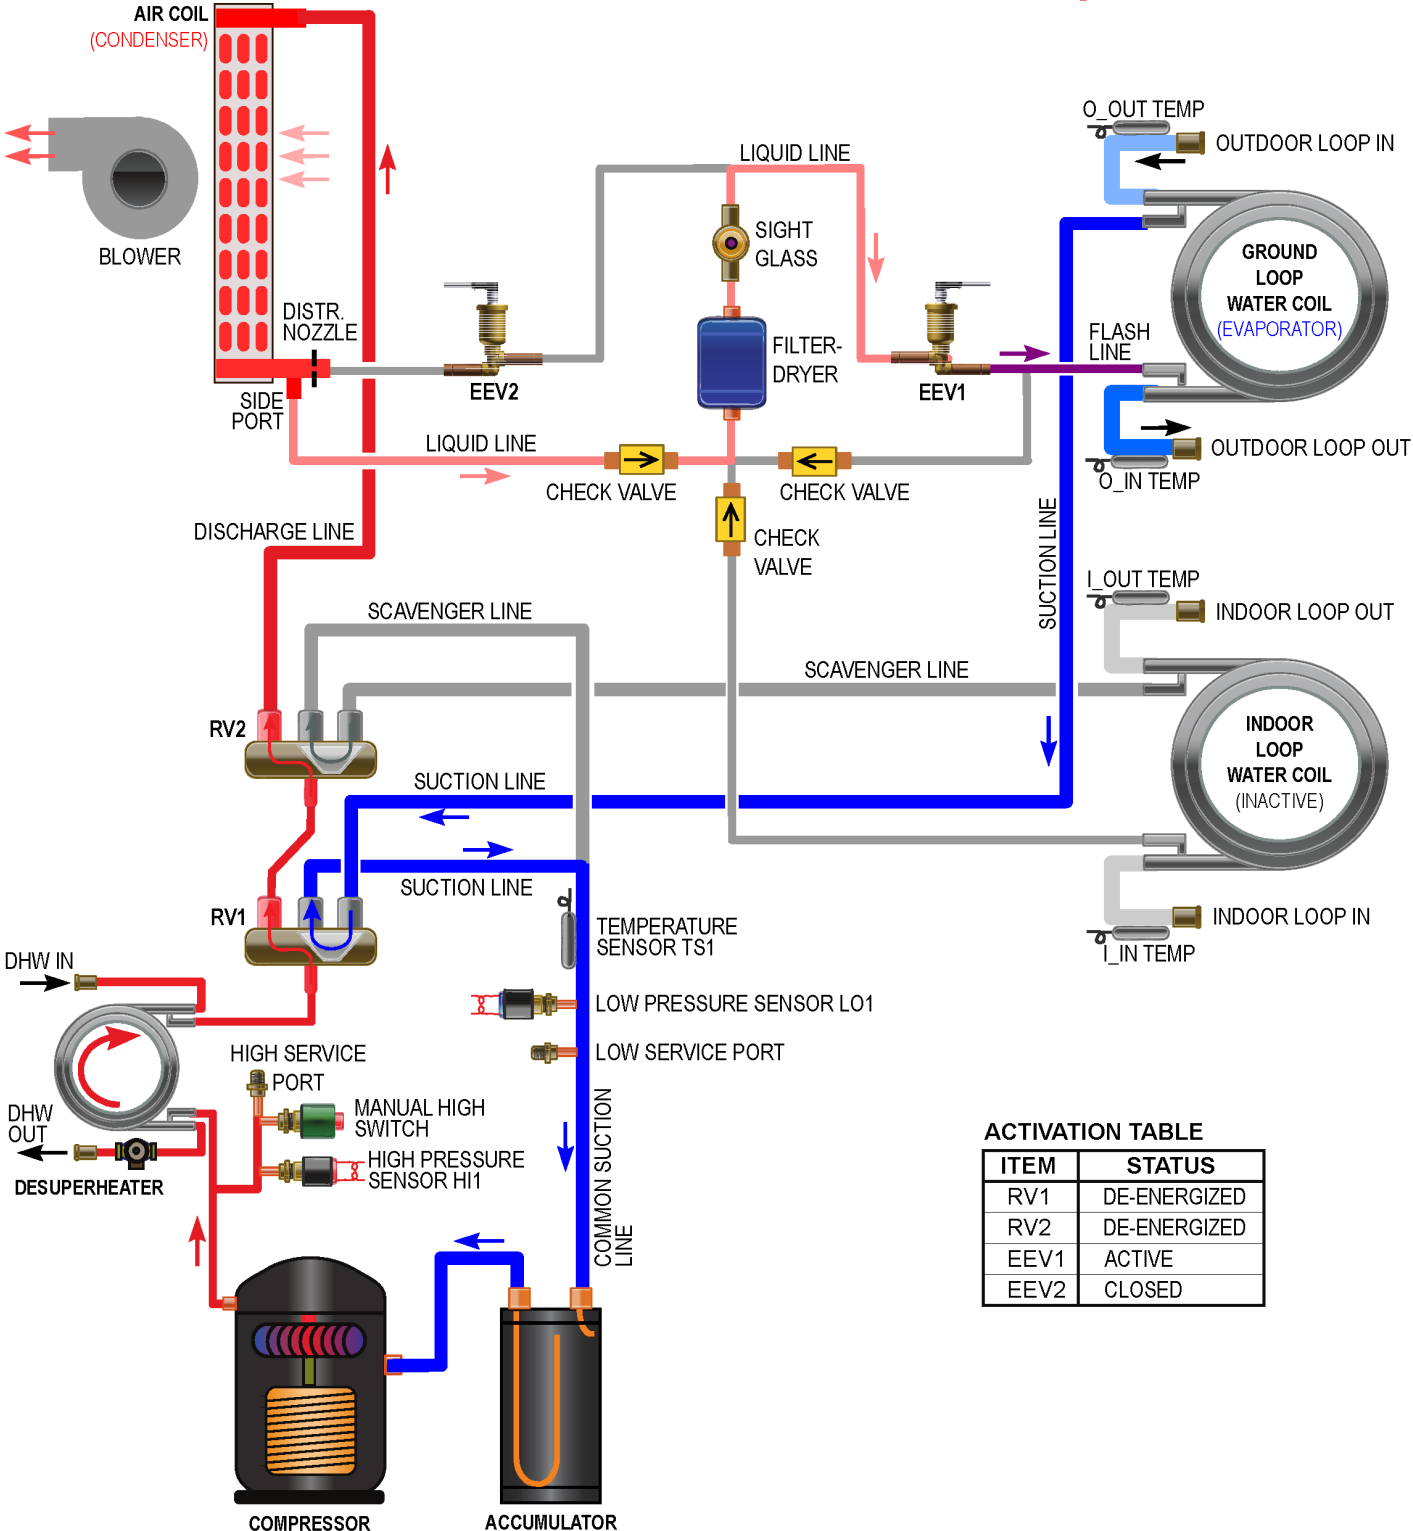 AIR COIL
(CONDENSER)
BLOWER
DISTR.
NOZZLE
SIDE
PORT
LIQUID LINE
EEV2
LIQUID LINE
SIGHT
GLASS
FILTER-
DRYER
EEV1
FLASH
LINE
CHECK VALVE
CHECK VALVE
CHECK
VALVE
O_OUT TEMP
OUTDOOR LOOP IN
GROUND
LOOP
WATER COIL
(EVAPORATOR)
OUTDOOR LOOP OUT
O_IN TEMP
DISCHARGE LINE
SUCTION LINE
I_OUT TEMP
INDOOR LOOP OUT
SCAVENGER LINE
SCAVENGER LINE
RV2
INDOOR
LOOP
WATER COIL
(INACTIVE)
SUCTION LINE
SUCTION LINE
RV1
INDOOR LOOP IN
I_IN TEMP
TEMPERATURE
SENSOR TS1
DHW IN
LOW PRESSURE SENSOR LO1
LOW SERVICE PORT
HIGH SERVICE
PORT
MANUAL HIGH
SWITCH
HIGH PRESSURE
SENSOR HI1
DHW
OUT
DESUPERHEATER
COMMON SUCTION
LINE
ACTIVATION TABLE
ITEM STATUS
RV1 DE-ENERGIZED
RV2 DE-ENERGIZED
EEV1 ACTIVE
EEV2 CLOSED
COMPRESSOR
ACCUMULATOR